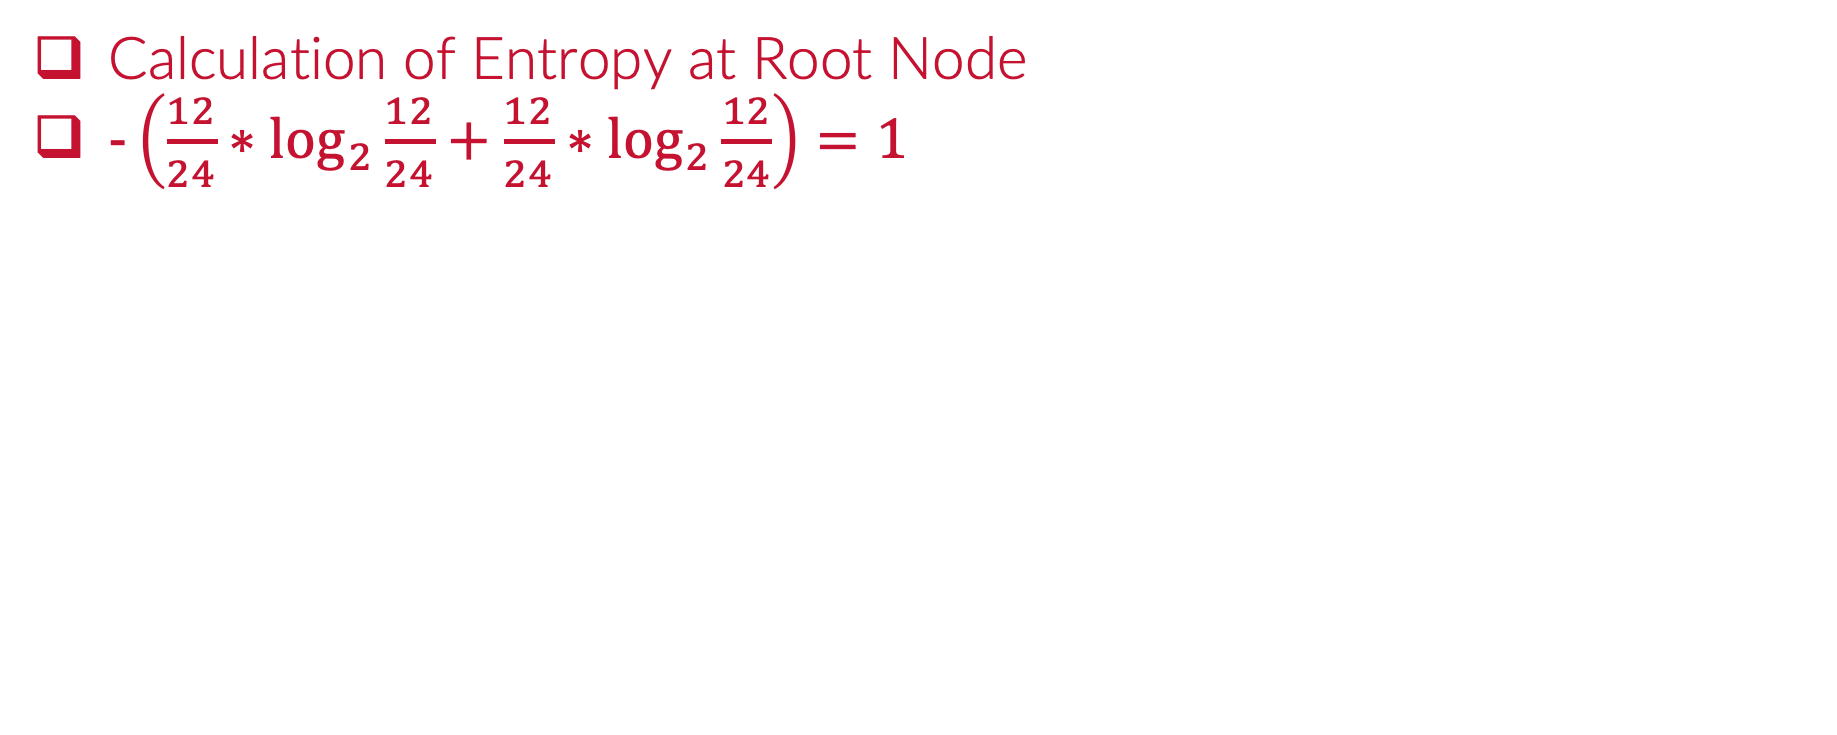 ❑ Calculation of Entropy at Root Node
❑ - (12/24 * log₂ 12/24 + 12/24 * log₂ 12/24) = 1